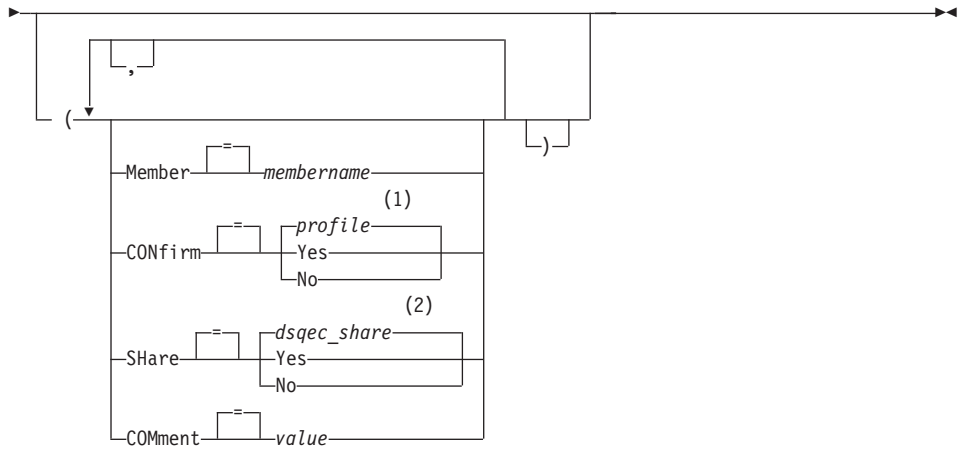 ,
(
)
Member = membername
(1)
CONfirm = profile
Yes
No
(2)
SHare = dsqec_share
Yes
No
COMment = value